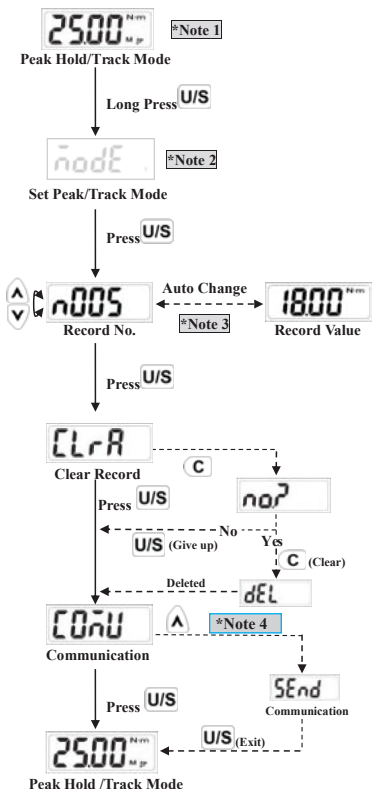 25.00 N·m *Note 1
Peak Hold/Track Mode
Long Press U/S
modE *Note 2
Set Peak/Track Mode
Press U/S
n005 Auto Change 18.00 N·m
*Note 3
Record No. Record Value
Press U/S
CLrA
Clear Record C
no.?
Press U/S
No Yes
U/S (Give up)
C (Clear)
Deleted dEL
COmU *Note 4
Communication
SEnd
Communication
Press U/S
U/S (Exit)
25.00 N·m
Peak Hold /Track Mode